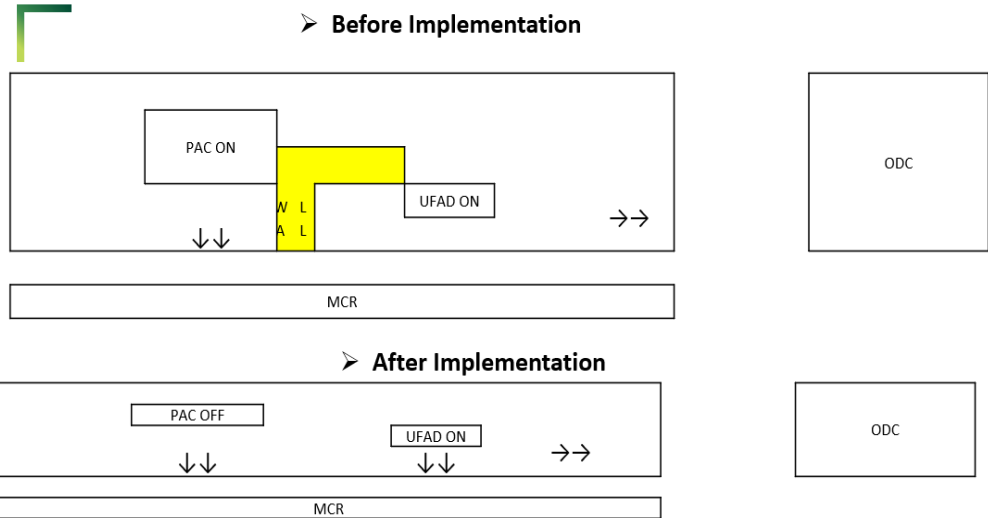 ➢ Before Implementation
PAC ON
ODC
UFAD ON
W L
A L
↓↓
→→
MCR
➢ After Implementation
PAC OFF
ODC
UFAD ON
→→
↓↓ ↓↓
MCR